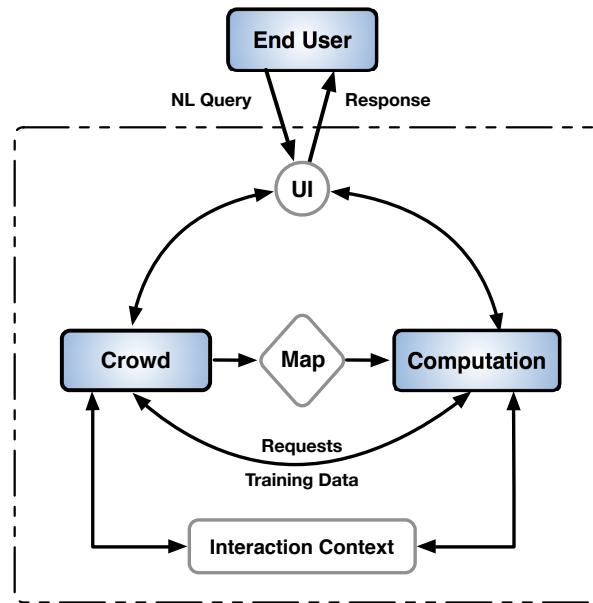 End User
NL Query
Response
UI
Crowd
Map
Computation
Requests
Training Data
Interaction Context